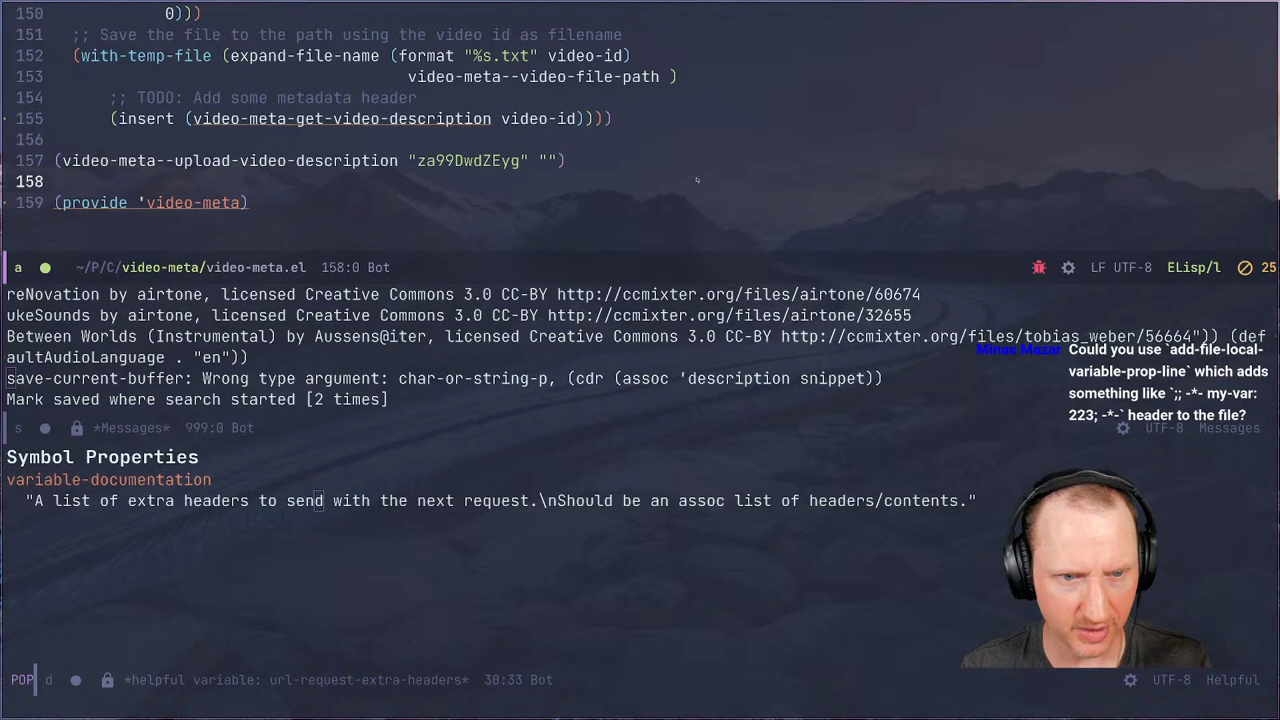 150                 0)))
151   ;; Save the file to the path using the video id as filename
152   (with-temp-file (expand-file-name (format "%s.txt" video-id)
153                                       video-meta--video-file-path )
154       ;; TODO: Add some metadata header
155       (insert (video-meta-get-video-description video-id))))
156
157 (video-meta--upload-video-description "za99DwdZEyg" "")
158
159 (provide 'video-meta)
a ~/P/C/video-meta/video-meta.el 158:0 Bot LF UTF-8 ELisp/l 25
reNovation by airtone, licensed Creative Commons 3.0 CC-BY http://ccmixter.org/files/airtone/60674
ukeSounds by airtone, licensed Creative Commons 3.0 CC-BY http://ccmixter.org/files/airtone/32655
Between Worlds (Instrumental) by Aussens@iter, licensed Creative Commons 3.0 CC-BY http://ccmixter.org/files/tobias_weber/56664")) (def
aultAudioLanguage . "en"))
save-current-buffer: Wrong type argument: char-or-string-p, (cdr (assoc 'description snippet))
Mark saved where search started [2 times]
Minas Mazar Could you use `add-file-local-
variable-prop-line` which adds
something like `;; -*- my-var:
223; -*-` header to the file?
s *Messages* 999:0 Bot UTF-8 Messages
Symbol Properties
variable-documentation
"A list of extra headers to send with the next request.\nShould be an assoc list of headers/contents."
POP d *helpful variable: url-request-extra-headers* 30:33 Bot UTF-8 Helpful